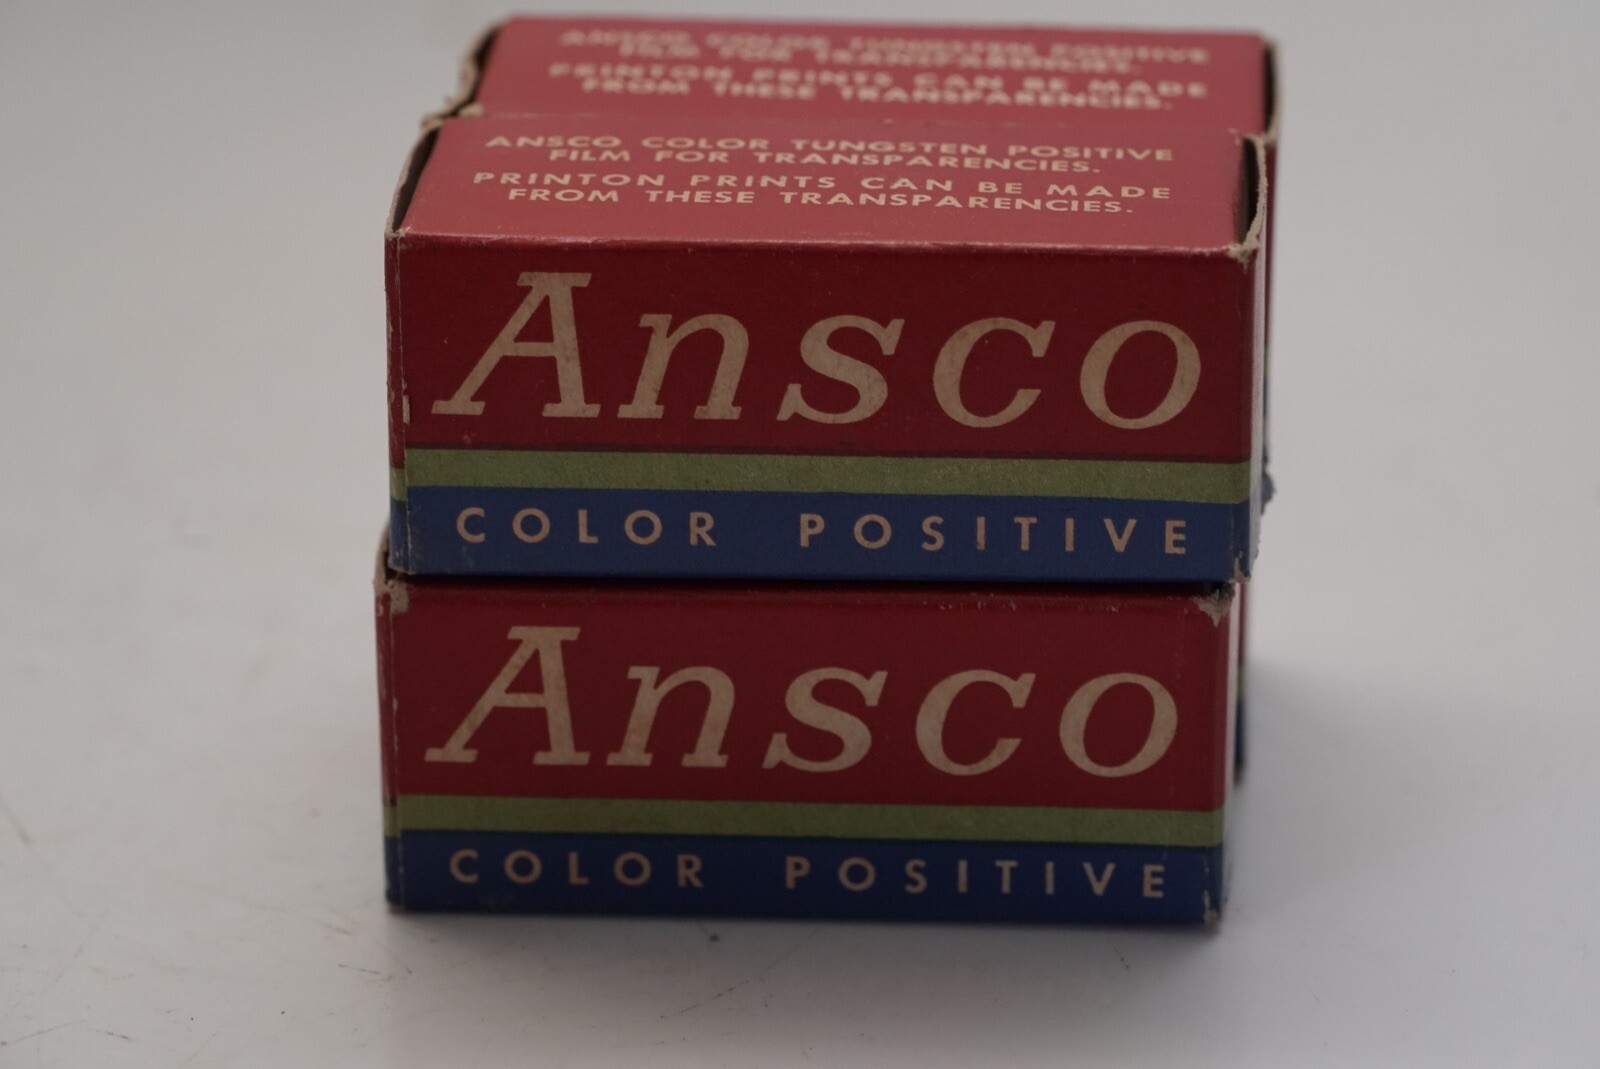 ANSCO COLOR TUNGSTEN POSITIVE
FILM FOR TRANSPARENCIES.
PRINTON PRINTS CAN BE MADE
FROM THESE TRANSPARENCIES.
ANSCO COLOR TUNGSTEN POSITIVE
FILM FOR TRANSPARENCIES.
PRINTON PRINTS CAN BE MADE
FROM THESE TRANSPARENCIES.
Ansco
COLOR POSITIVE
Ansco
COLOR POSITIVE